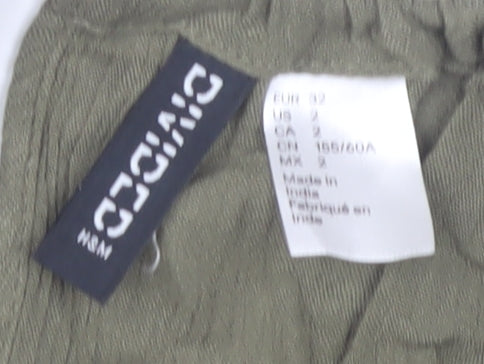 DIVIDED
H&M
EUR 32
US 2
CA 2
CN 155/60A
MX 2
Made in
India
Fabriqué en
Inde